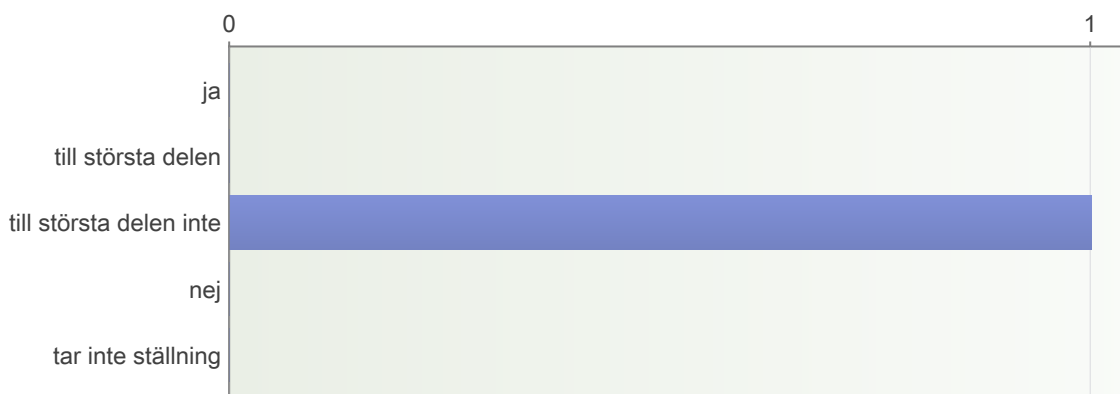 0 1
ja
till största delen
till största delen inte
nej
tar inte ställning